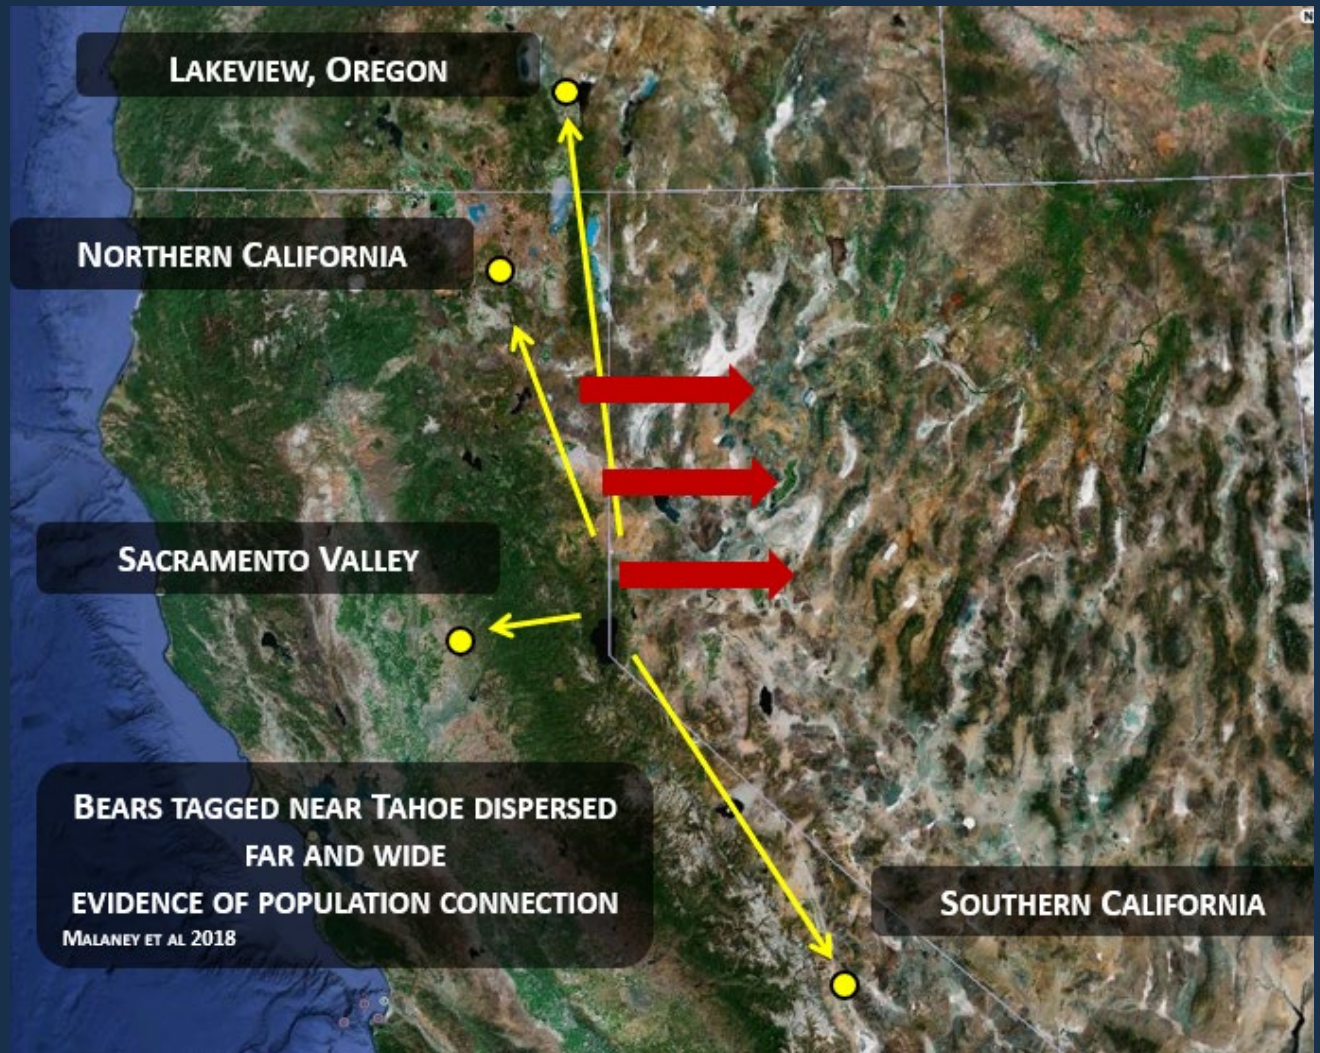 LAKEVIEW, OREGON
NORTHERN CALIFORNIA
SACRAMENTO VALLEY
BEARS TAGGED NEAR TAHOE DISPERSED
FAR AND WIDE
EVIDENCE OF POPULATION CONNECTION
MALANEY ET AL 2018
SOUTHERN CALIFORNIA
N